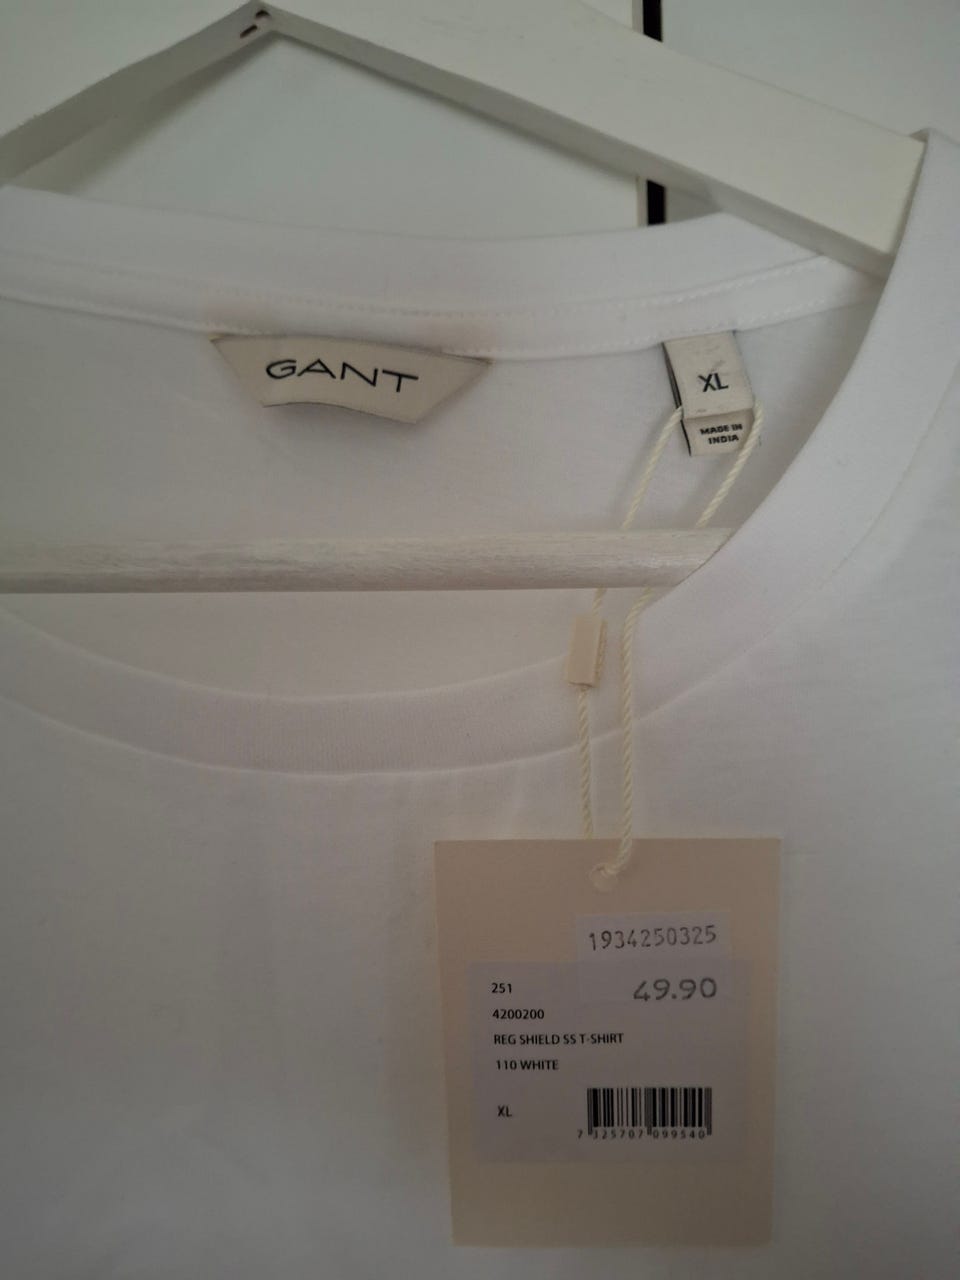 GANT
XL
MADE IN
INDIA
1934250325
49.90
251
4200200
REG SHIELD SS T-SHIRT
110 WHITE
XL
7 325707 099540